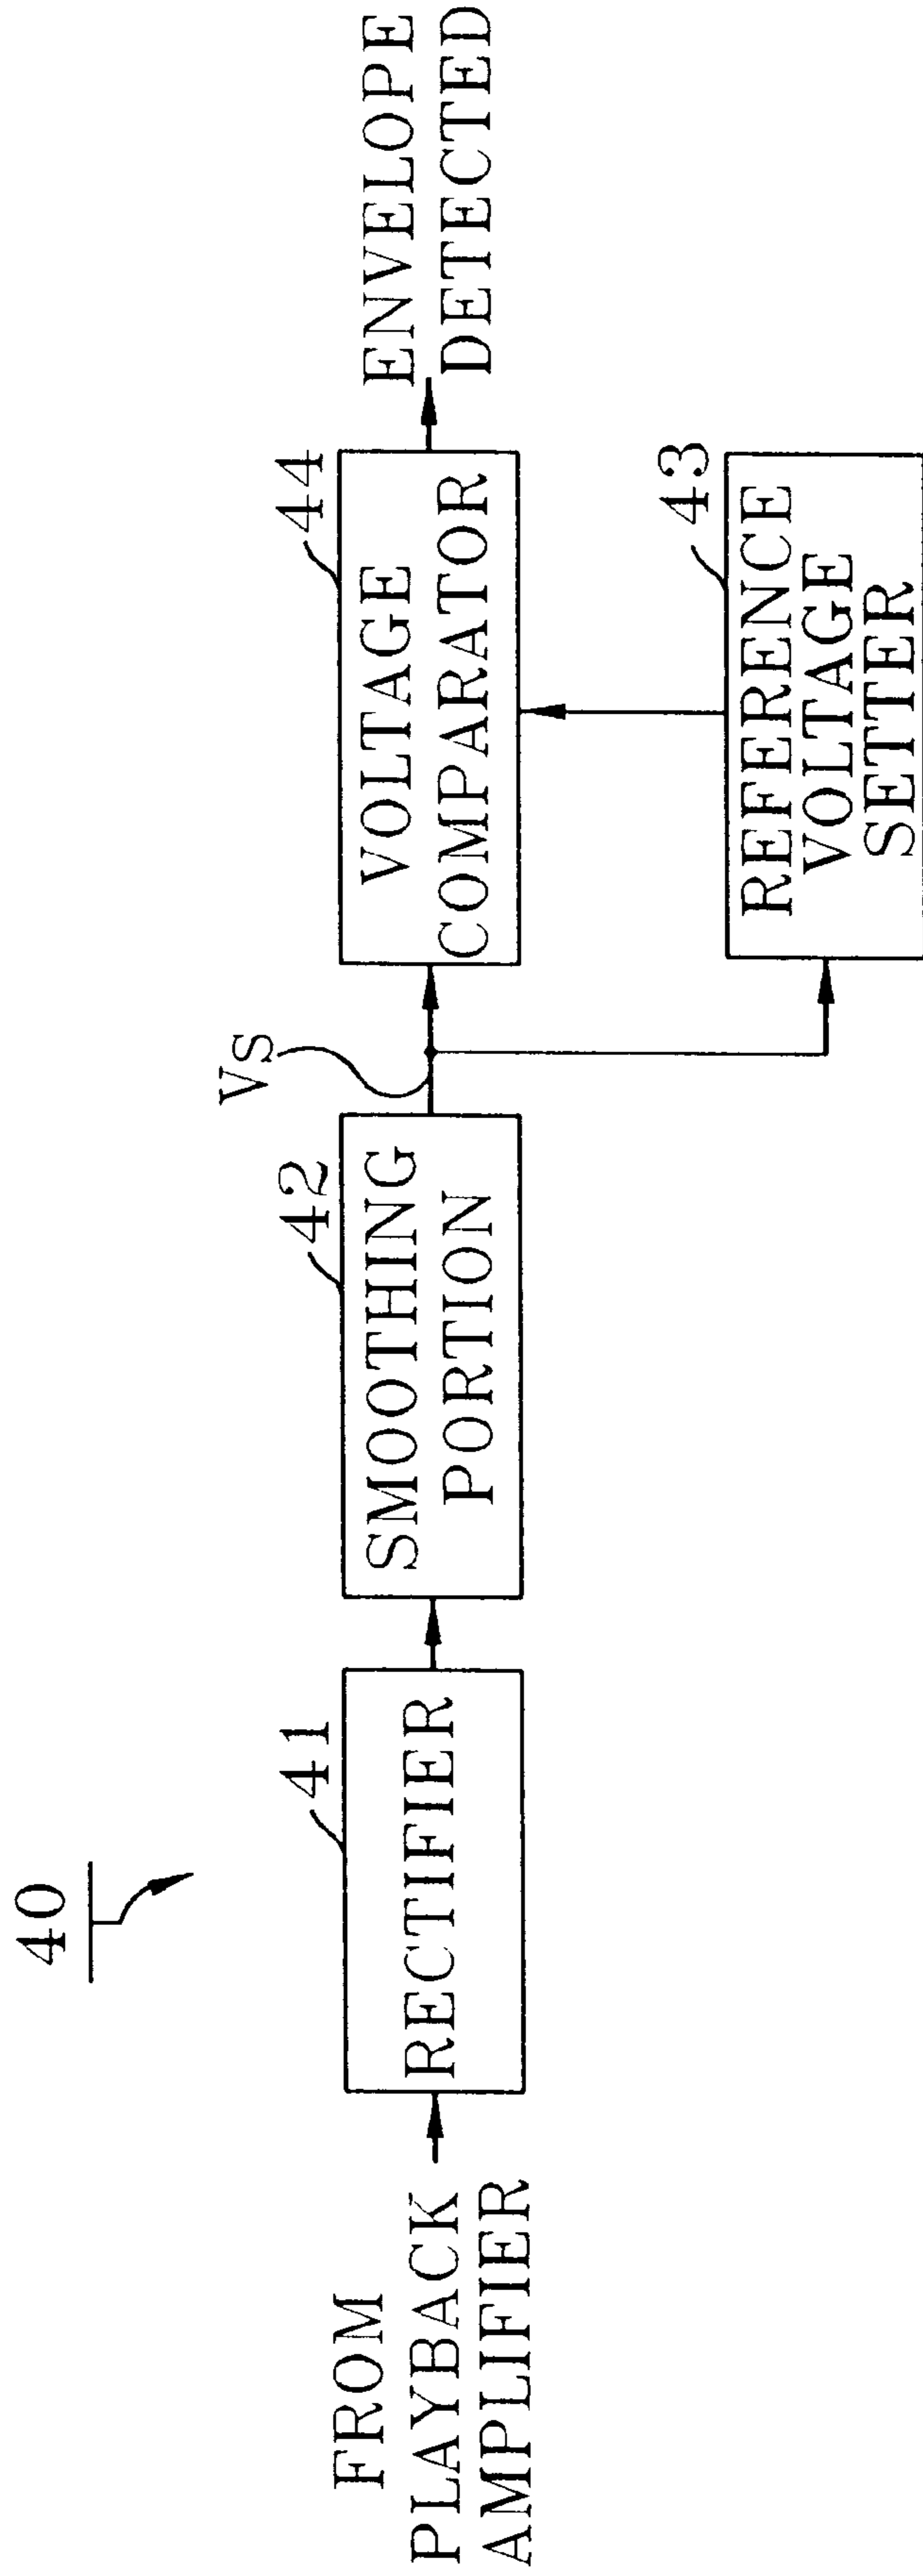 40
FROM
PLAYBACK
AMPLIFIER
41
RECTIFIER
42
SMOOTHING
PORTION
VS
44
VOLTAGE
COMPARATOR
ENVELOPE
DETECTED
43
REFERENCE
VOLTAGE
SETTER